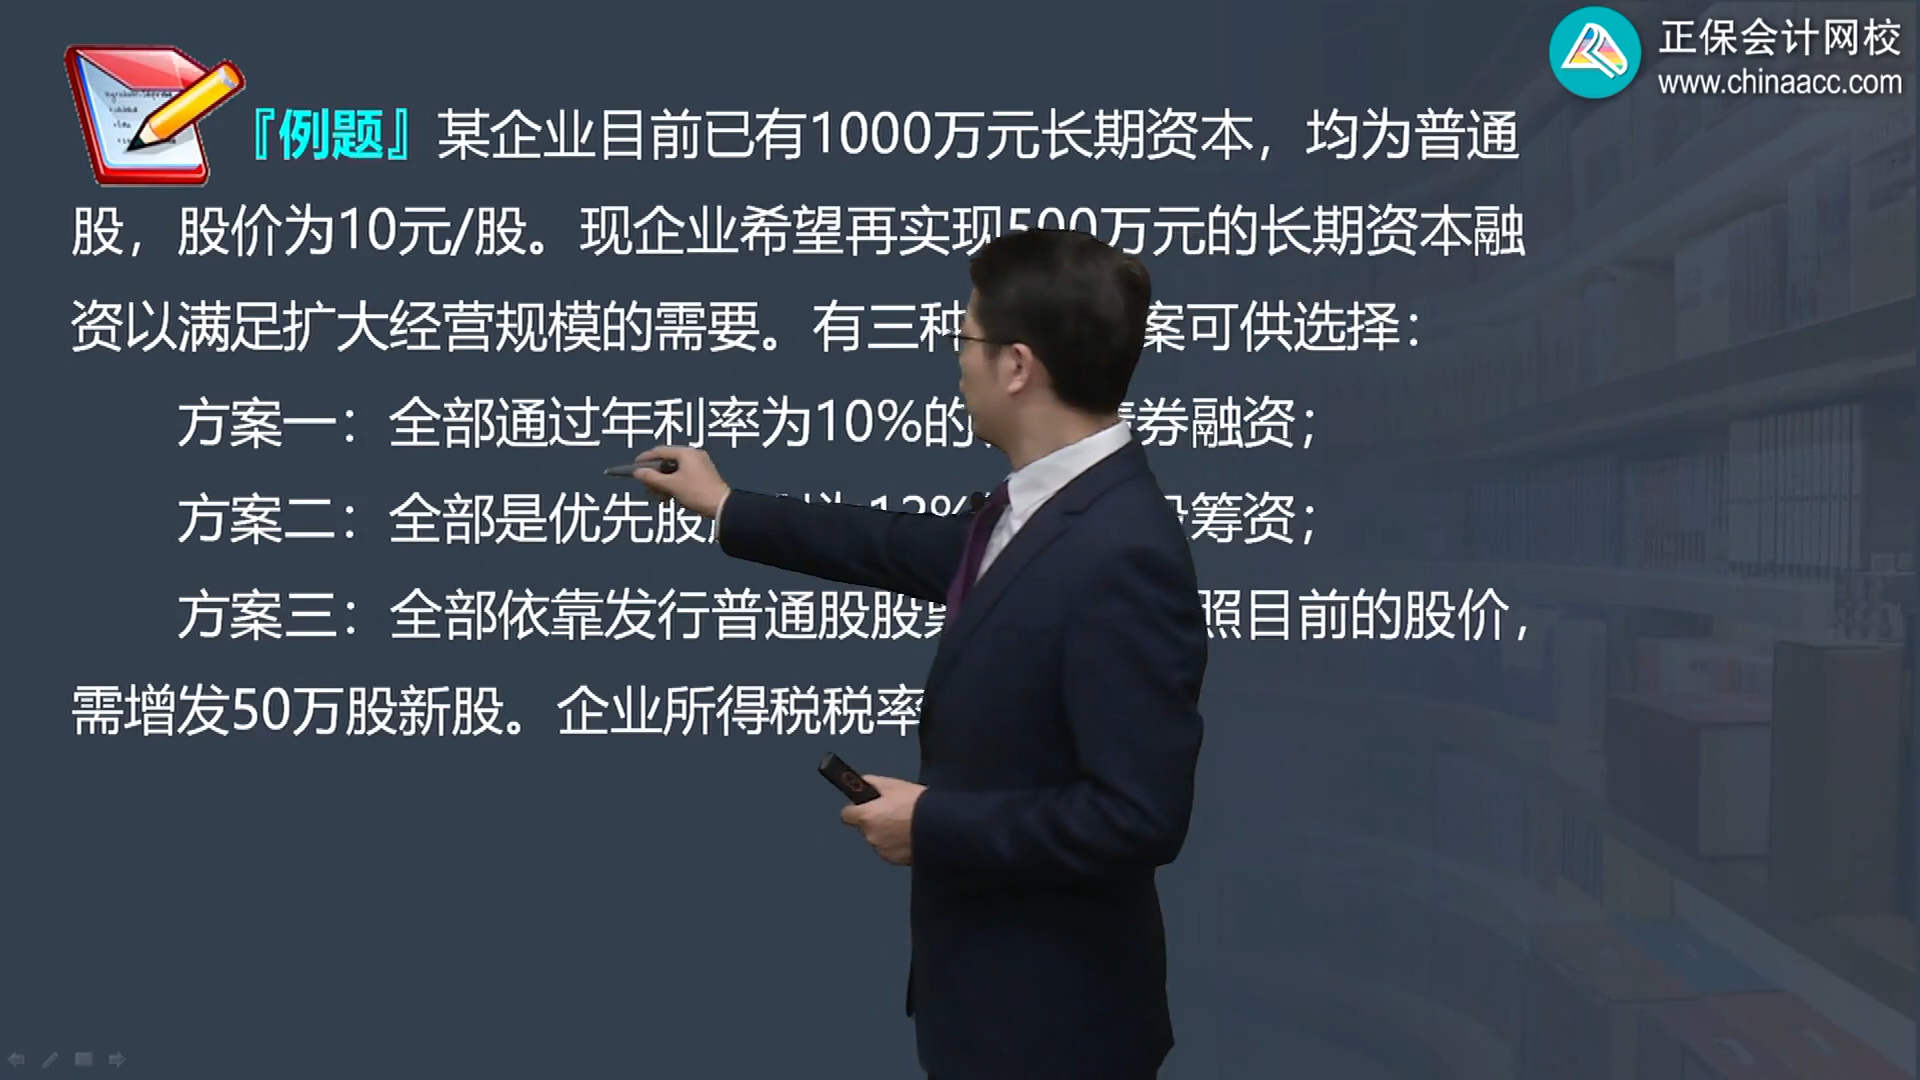 正保会计网校
www.chinaacc.com
『例题』某企业目前已有1000万元长期资本，均为普通
股，股价为10元/股。现企业希望再实现500万元的长期资本融
资以满足扩大经营规模的需要。有三种 案可供选择：
方案一：全部通过年利率为10%的 债券融资；
方案二：全部是优先股 12% 筹资；
方案三：全部依靠发行普通股股票 照目前的股价，
需增发50万股新股。企业所得税税率